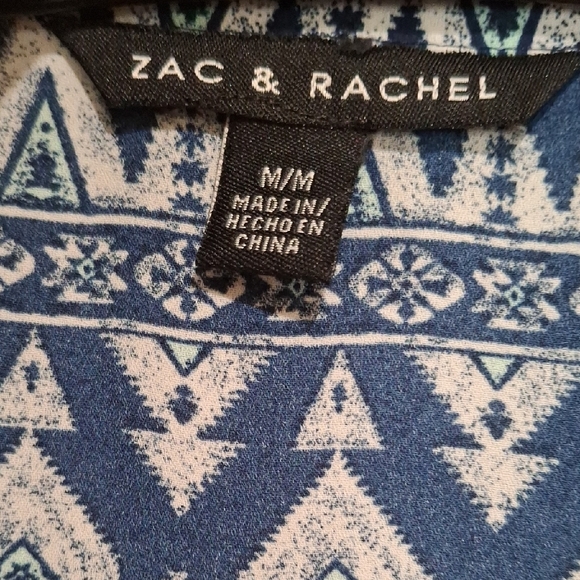 ZAC & RACHEL
M/M
MADE IN/
HECHO EN
CHINA